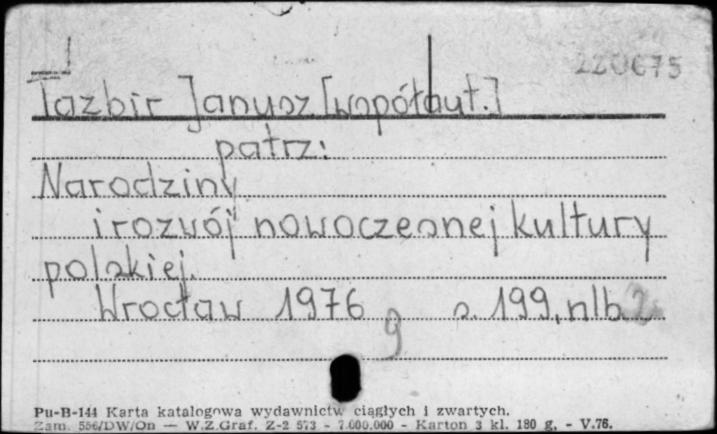 220675
Tazbir Janusz [współaut.]
patrz:
Narodziny
i rozwój nowoczesnej kultury
polskiej.
Wrocław 1976 s. 199, nlb. 2
g
Pu-B-144 Karta katalogowa wydawnictw ciągłych i zwartych.
Zam. 556/DW/On — W.Z.Graf. Z-2 573 - 7.000.000 - Karton 3 kl. 180 g. - V.76.